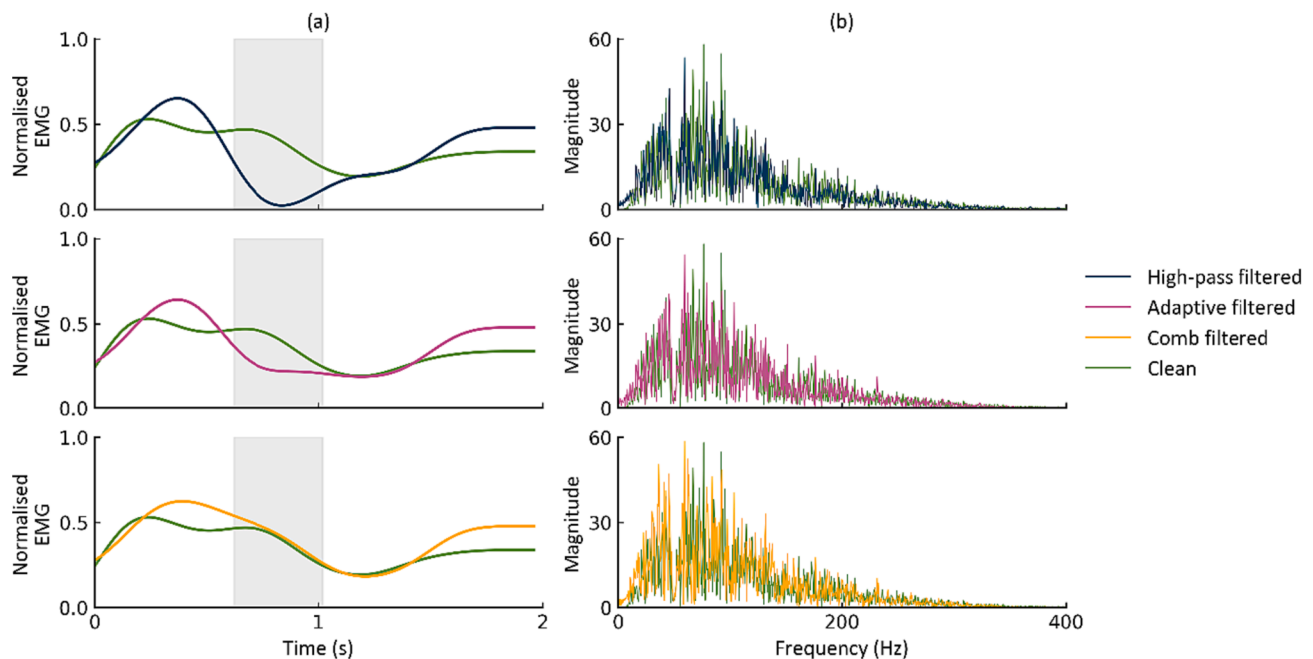 (a)
(b)
1.0
0.5
0.0
Normalised
EMG
60
30
0
Magnitude
1.0
0.5
0.0
Normalised
EMG
60
30
0
Magnitude
High-pass filtered
Adaptive filtered
Comb filtered
Clean
200
400
1.0
0.5
0.0
Normalised
EMG
0
1
2
Time (s)
60
30
0
Magnitude
0
200
400
Frequency (Hz)